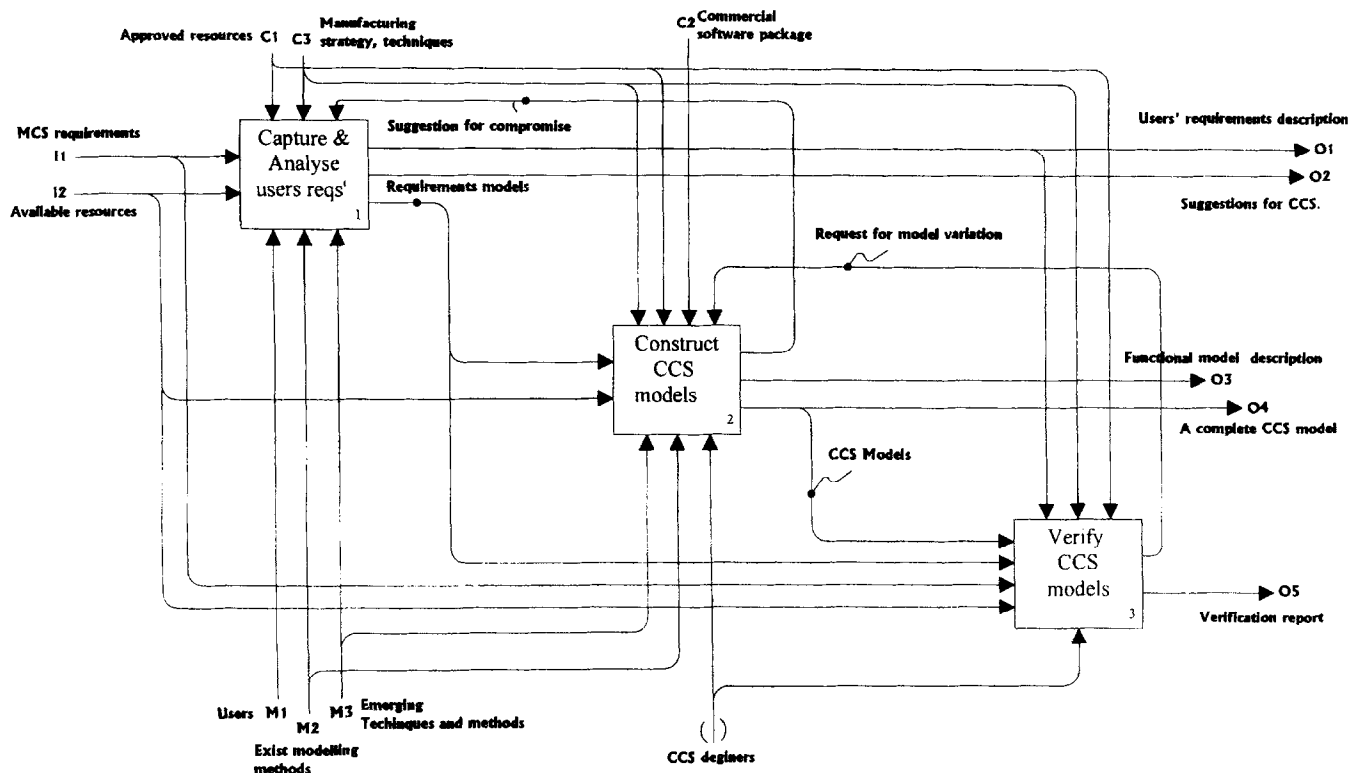 Approved resources C1
C3 Manufacturing
strategy, techniques
C2 Commercial
software package
MCS requirements
I1
I2
Available resources
Capture &
Analyse
users reqs'
1
Suggestion for compromise
Requirements models
Users' requirements description
O1
O2
Suggestions for CCS.
Request for model variation
Construct
CCS
models
2
Functional model description
O3
O4
A complete CCS model
CCS Models
Verify
CCS
models
3
O5
Verification report
Users M1
M2
Exist modelling
methods
M3 Emerging
Techinques and methods
( )
CCS deginers